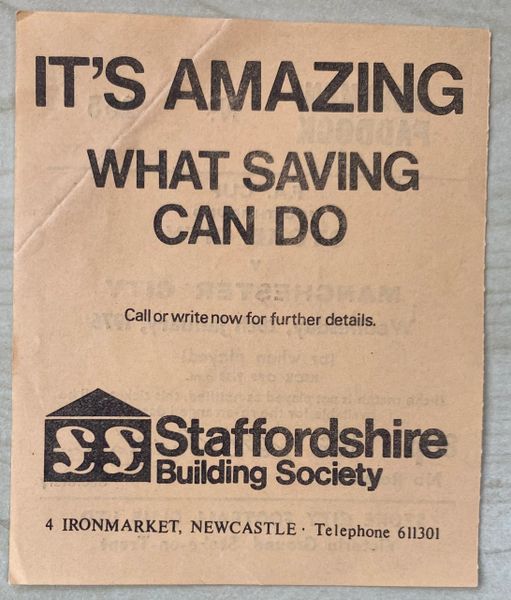 IT'S AMAZING
WHAT SAVING
CAN DO
Call or write now for further details.
££ Staffordshire
Building Society
4 IRONMARKET, NEWCASTLE · Telephone 611301